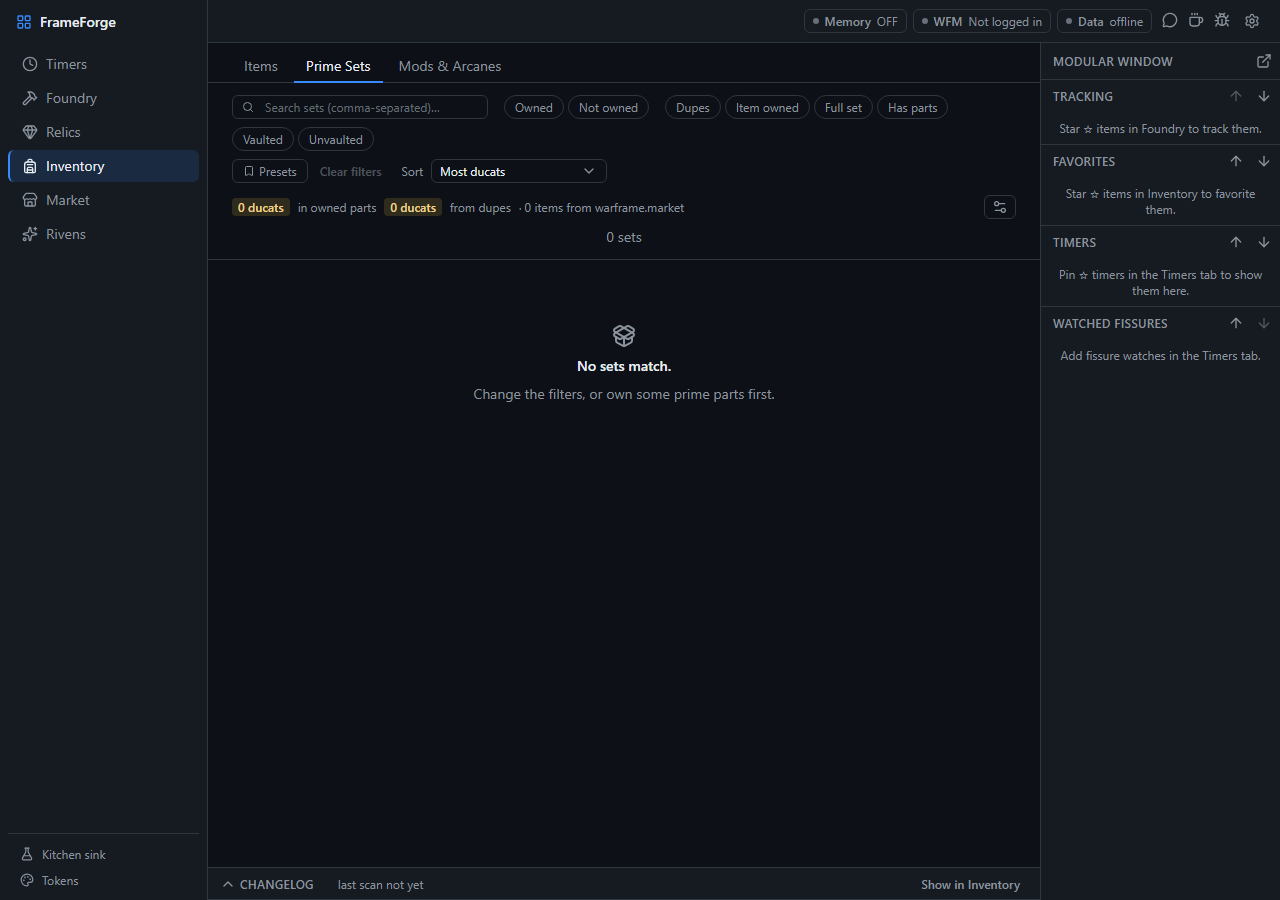 FrameForge
Memory OFF
WFM Not logged in
Data offline
Timers
Foundry
Relics
Inventory
Market
Rivens
Kitchen sink
Tokens
Items Prime Sets Mods & Arcanes
Search sets (comma-separated)...
Owned Not owned Dupes Item owned Full set Has parts
Vaulted Unvaulted
Presets Clear filters Sort Most ducats
0 ducats in owned parts 0 ducats from dupes · 0 items from warframe.market
0 sets
No sets match.
Change the filters, or own some prime parts first.
CHANGELOG last scan not yet Show in Inventory
MODULAR WINDOW
TRACKING
Star ☆ items in Foundry to track them.
FAVORITES
Star ☆ items in Inventory to favorite
them.
TIMERS
Pin ☆ timers in the Timers tab to show
them here.
WATCHED FISSURES
Add fissure watches in the Timers tab.